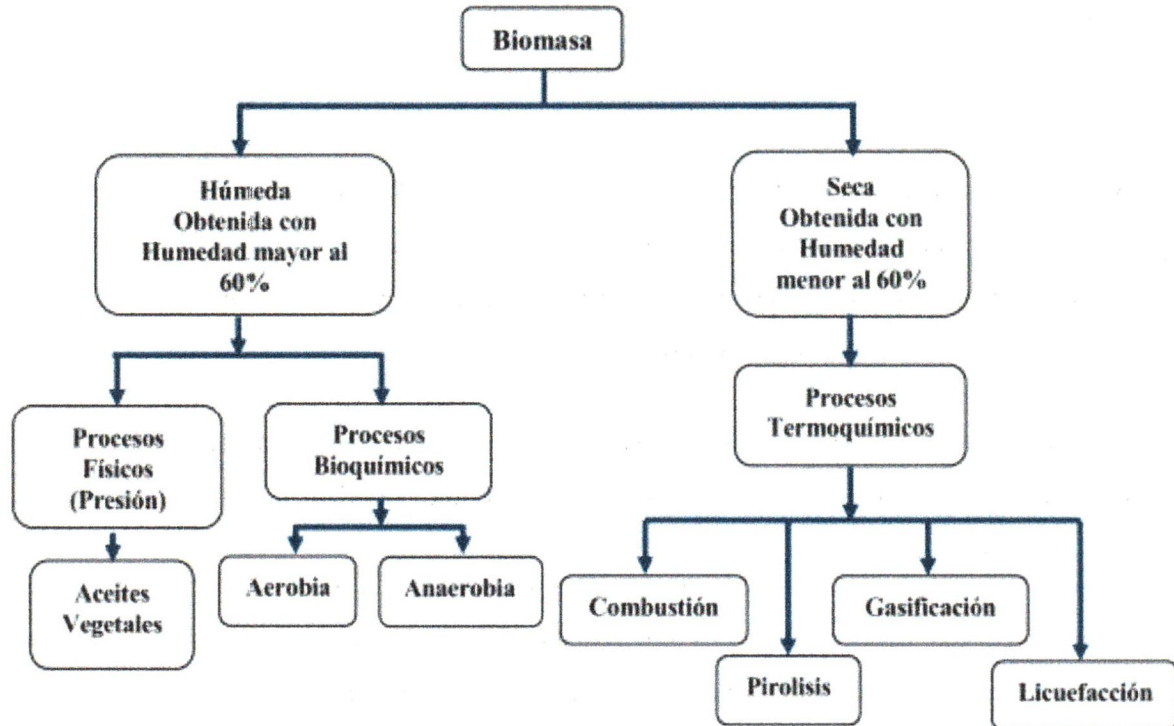 Biomasa
Húmeda
Obtenida con
Humedad mayor al
60%
Seca
Obtenida con
Humedad
menor al 60%
Procesos
Físicos
(Presión)
Procesos
Bioquímicos
Procesos
Termoquímicos
Aceites
Vegetales
Aerobia
Anaerobia
Combustión
Gasificación
Pirolisis
Licuefacción